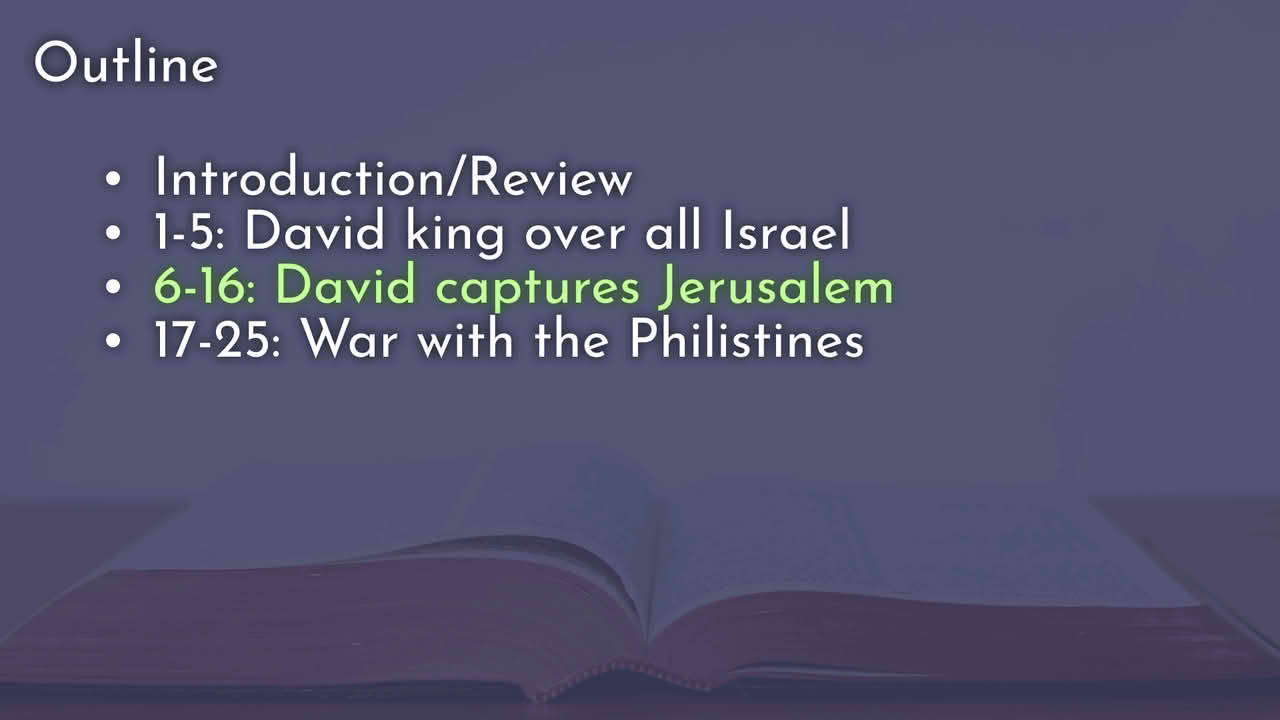 Outline
• Introduction/Review
• 1-5: David king over all Israel
• 6-16: David captures Jerusalem
• 17-25: War with the Philistines